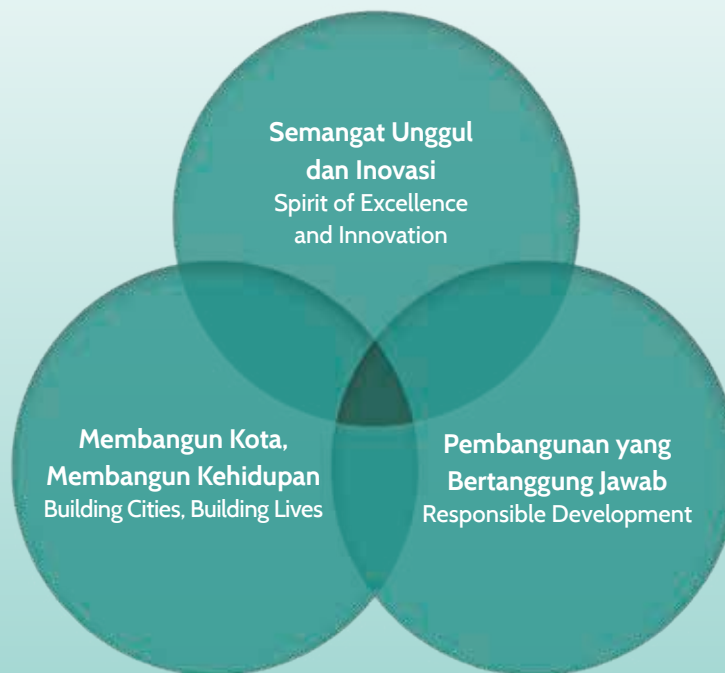 Semangat Unggul
dan Inovasi
Spirit of Excellence
and Innovation
Membangun Kota,
Membangun Kehidupan
Building Cities, Building Lives
Pembangunan yang
Bertanggung Jawab
Responsible Development